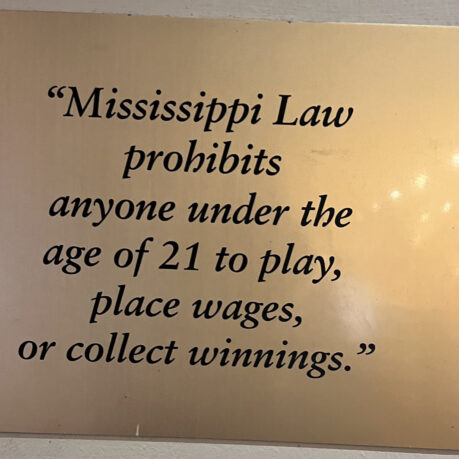 “Mississippi Law
prohibits
anyone under the
age of 21 to play,
place wages,
or collect winnings.”